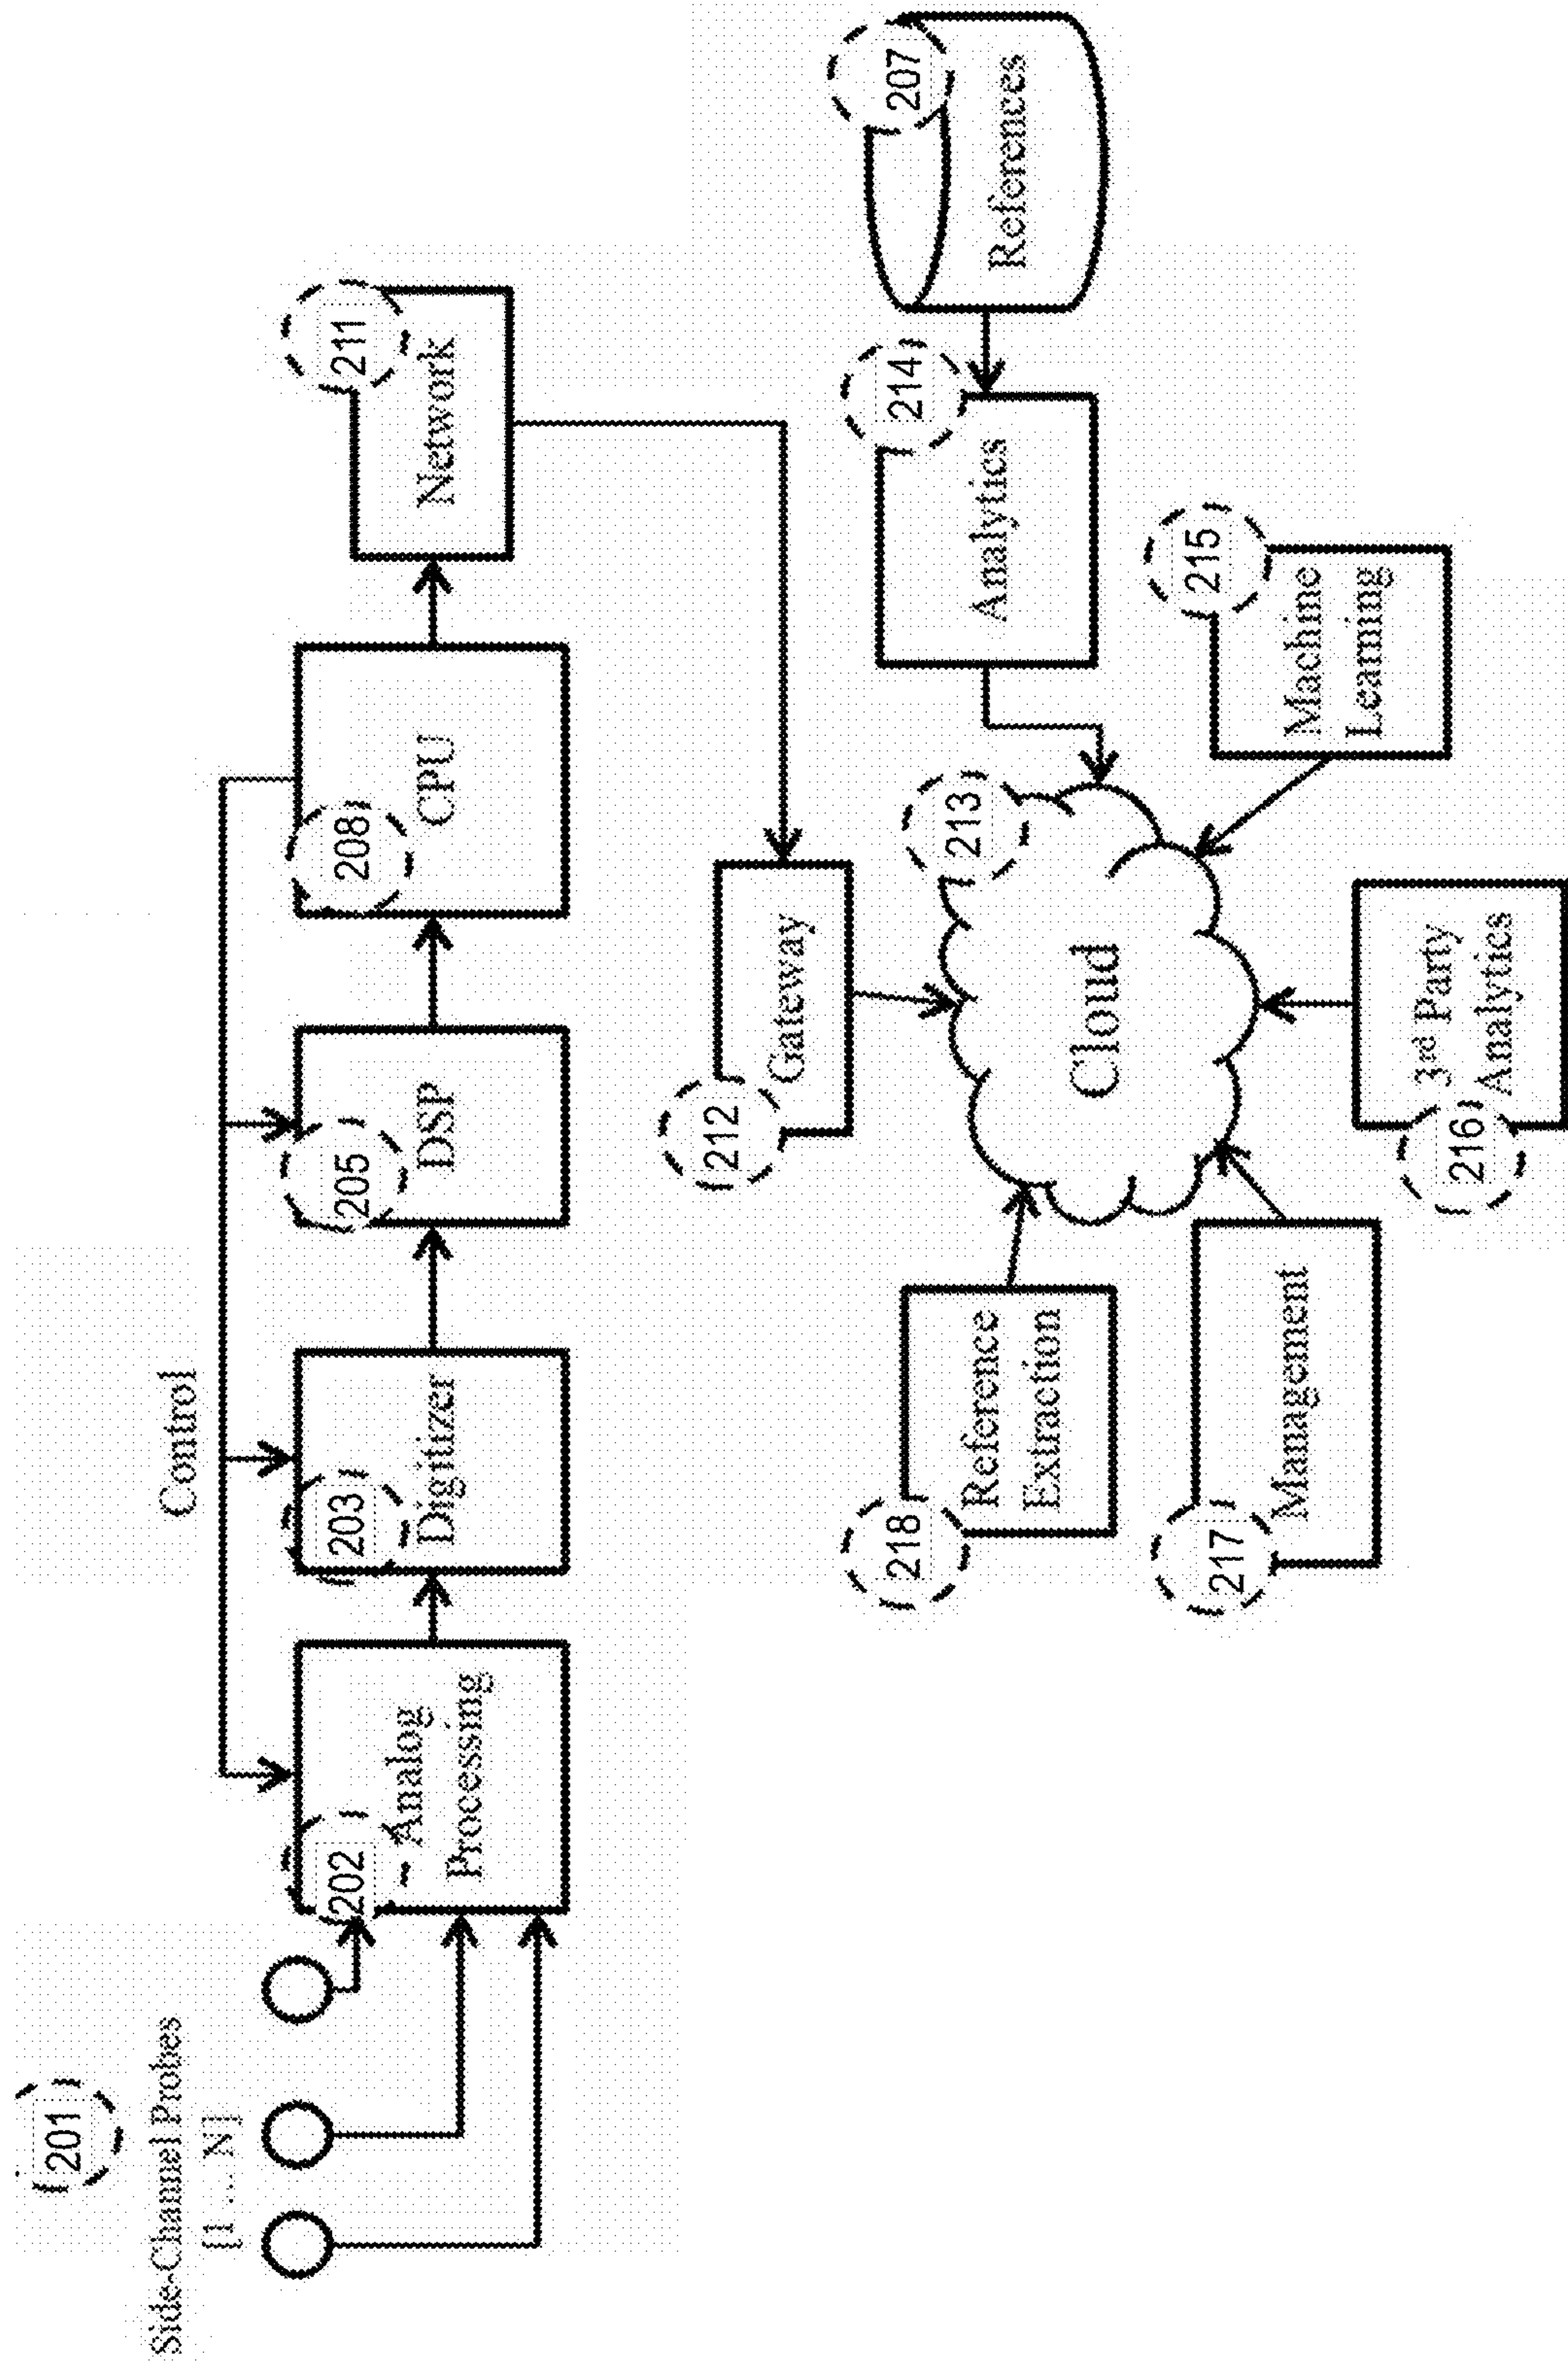 201
Side-Channel Probes
[1 ... N]
Control
202
Analog
Processing
203
Digitizer
205
DSP
208
CPU
211
Network
212
Gateway
213
Cloud
214
Analytics
207
References
215
Machine
Learning
216
3rd Party
Analytics
217
Management
218
Reference
Extraction